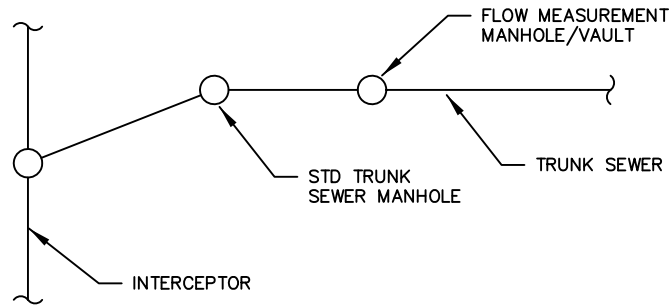 FLOW MEASUREMENT
MANHOLE/VAULT
STD TRUNK
SEWER MANHOLE
TRUNK SEWER
INTERCEPTOR